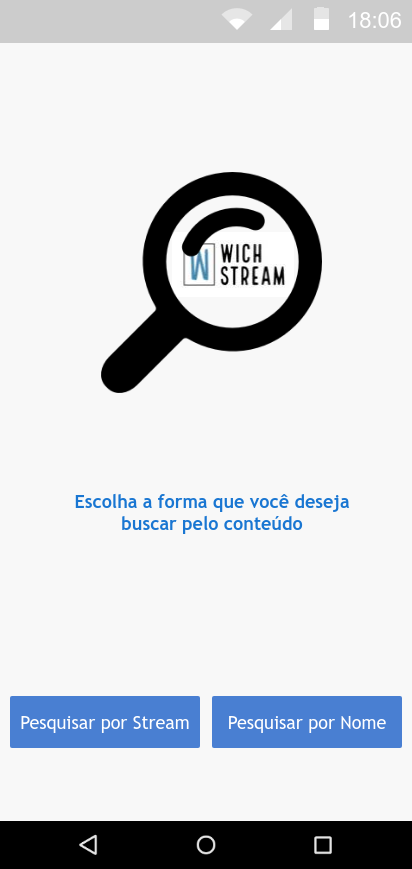 18:06
W WICH
STREAM
Escolha a forma que você deseja
buscar pelo conteúdo
Pesquisar por Stream
Pesquisar por Nome